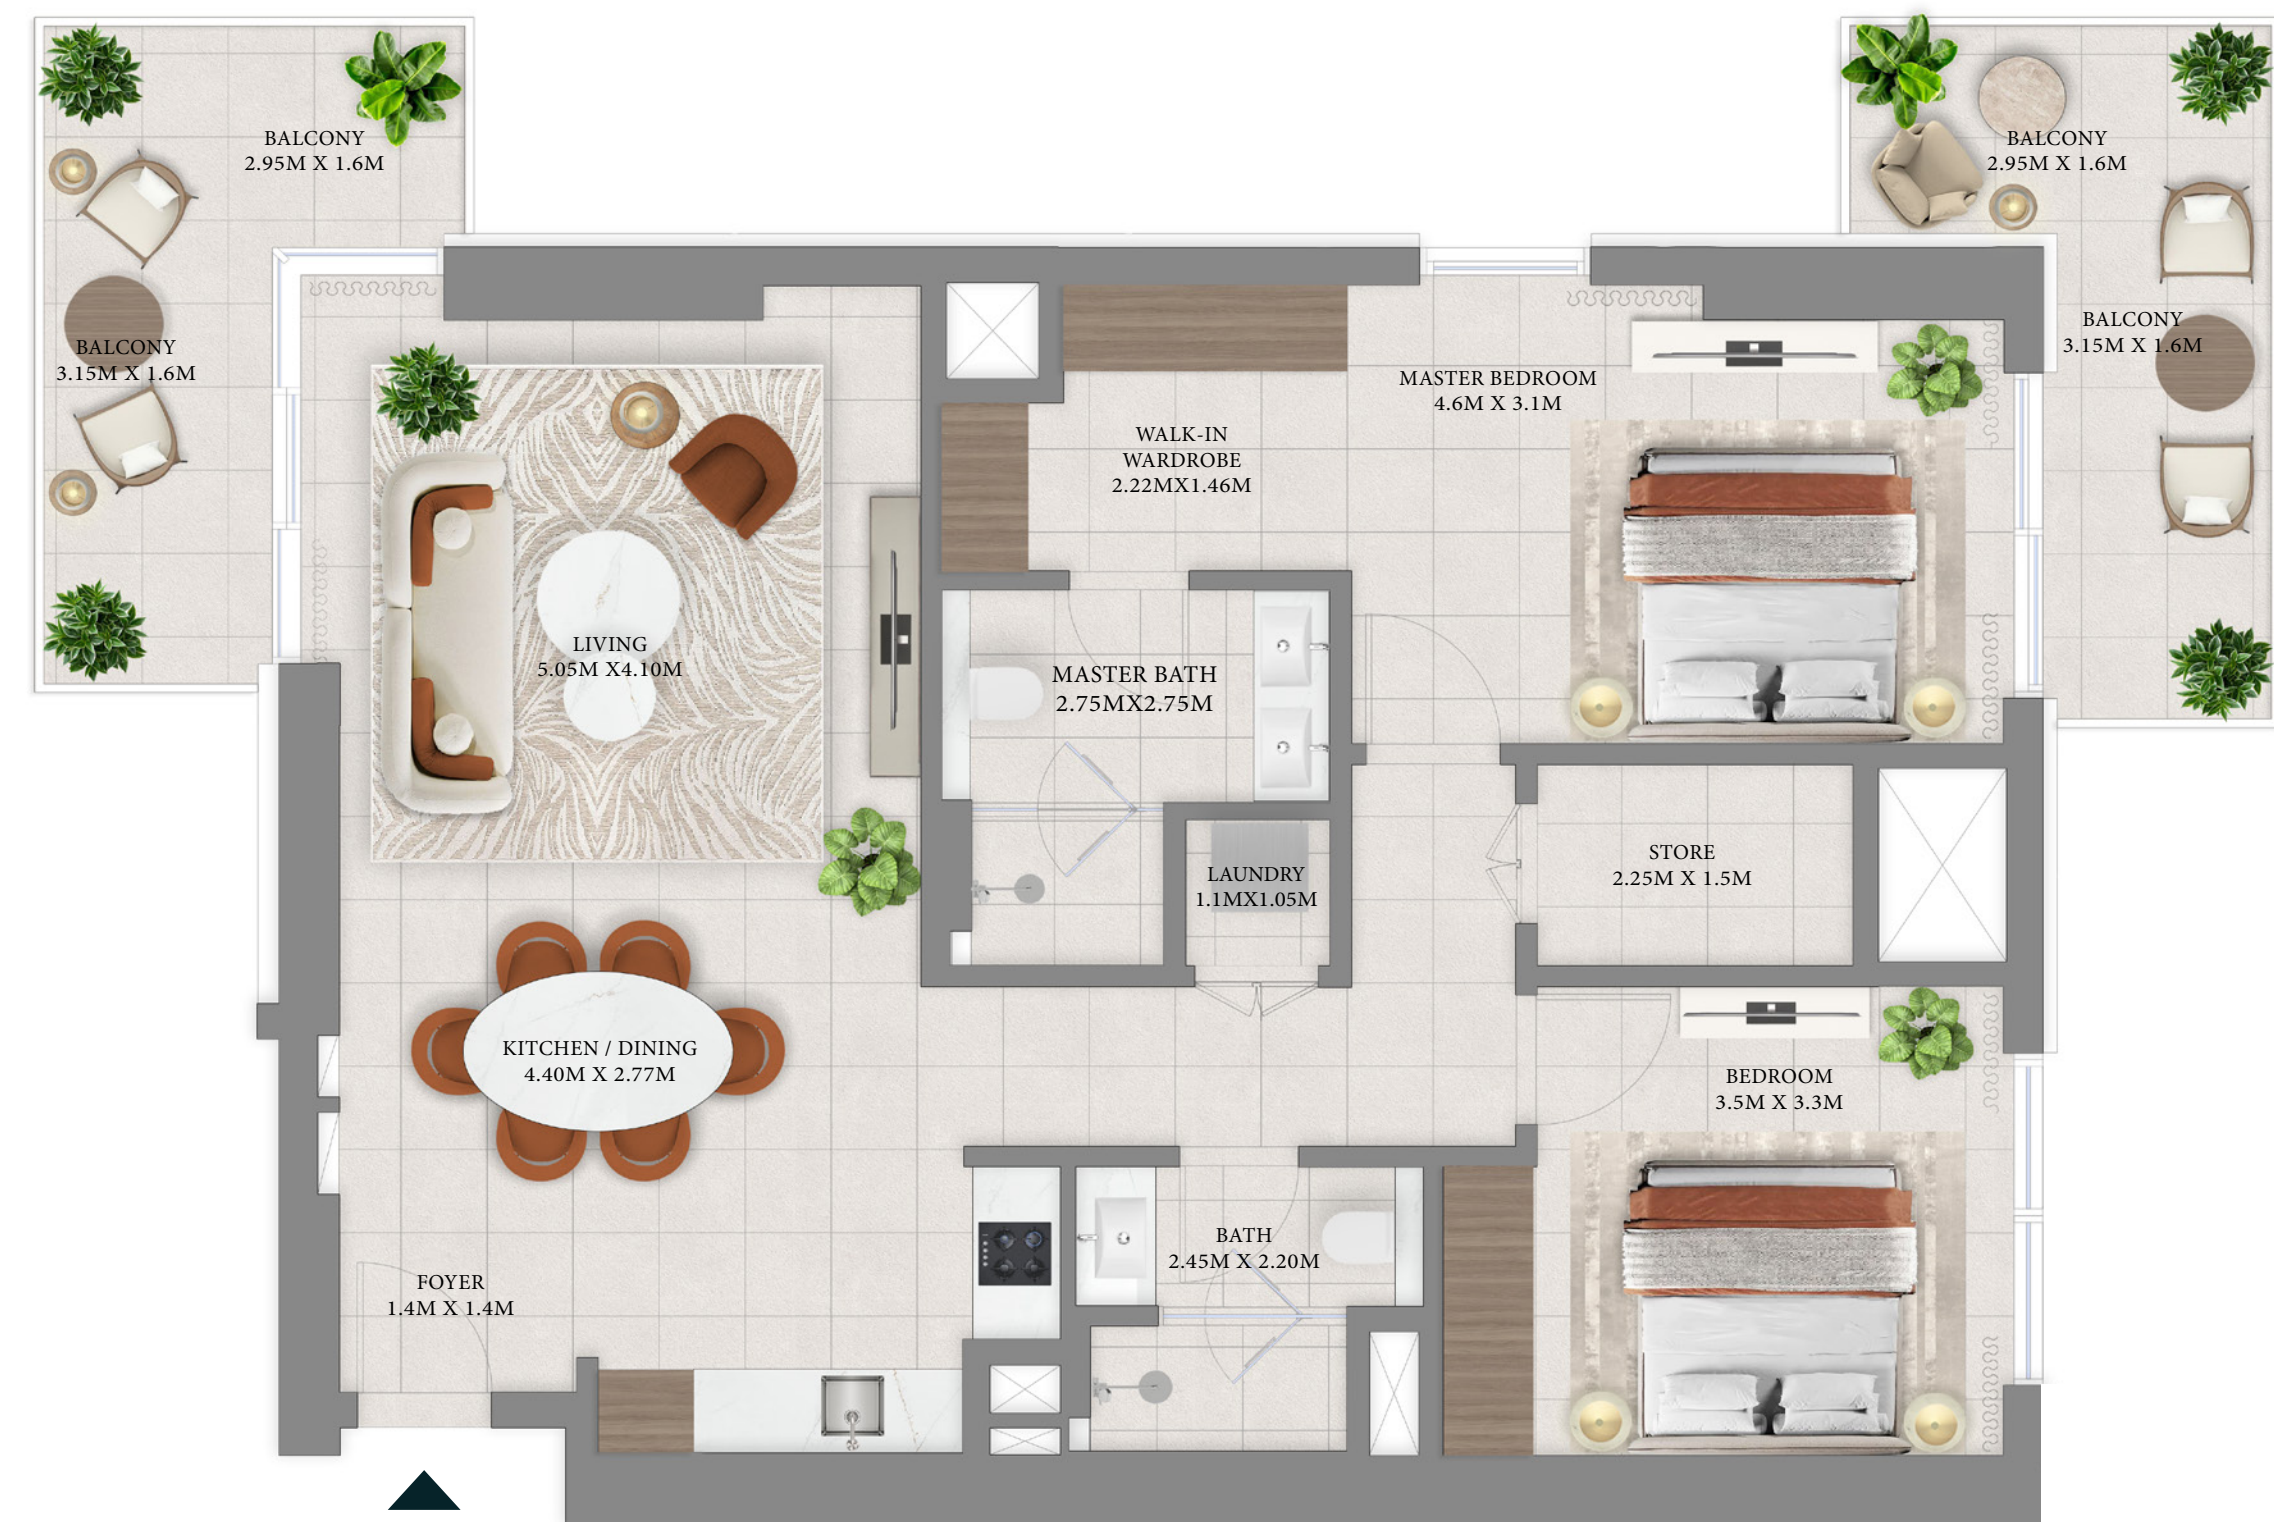 BALCONY
2.95M X 1.6M
BALCONY
2.95M X 1.6M
BALCONY
3.15M X 1.6M
BALCONY
3.15M X 1.6M
MASTER BEDROOM
4.6M X 3.1M
WALK-IN
WARDROBE
2.22MX1.46M
LIVING
5.05M X4.10M
MASTER BATH
2.75MX2.75M
LAUNDRY
1.1MX1.05M
STORE
2.25M X 1.5M
KITCHEN / DINING
4.40M X 2.77M
BEDROOM
3.5M X 3.3M
BATH
2.45M X 2.20M
FOYER
1.4M X 1.4M